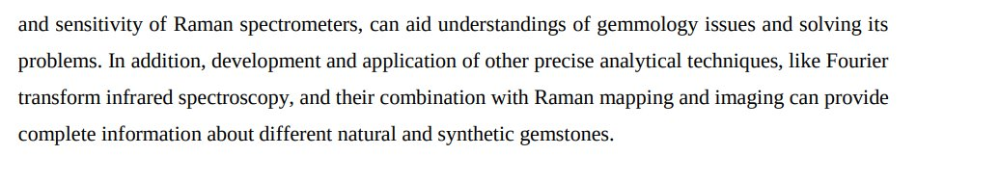 and sensitivity of Raman spectrometers, can aid understandings of gemmology issues and solving its
problems. In addition, development and application of other precise analytical techniques, like Fourier
transform infrared spectroscopy, and their combination with Raman mapping and imaging can provide
complete information about different natural and synthetic gemstones.